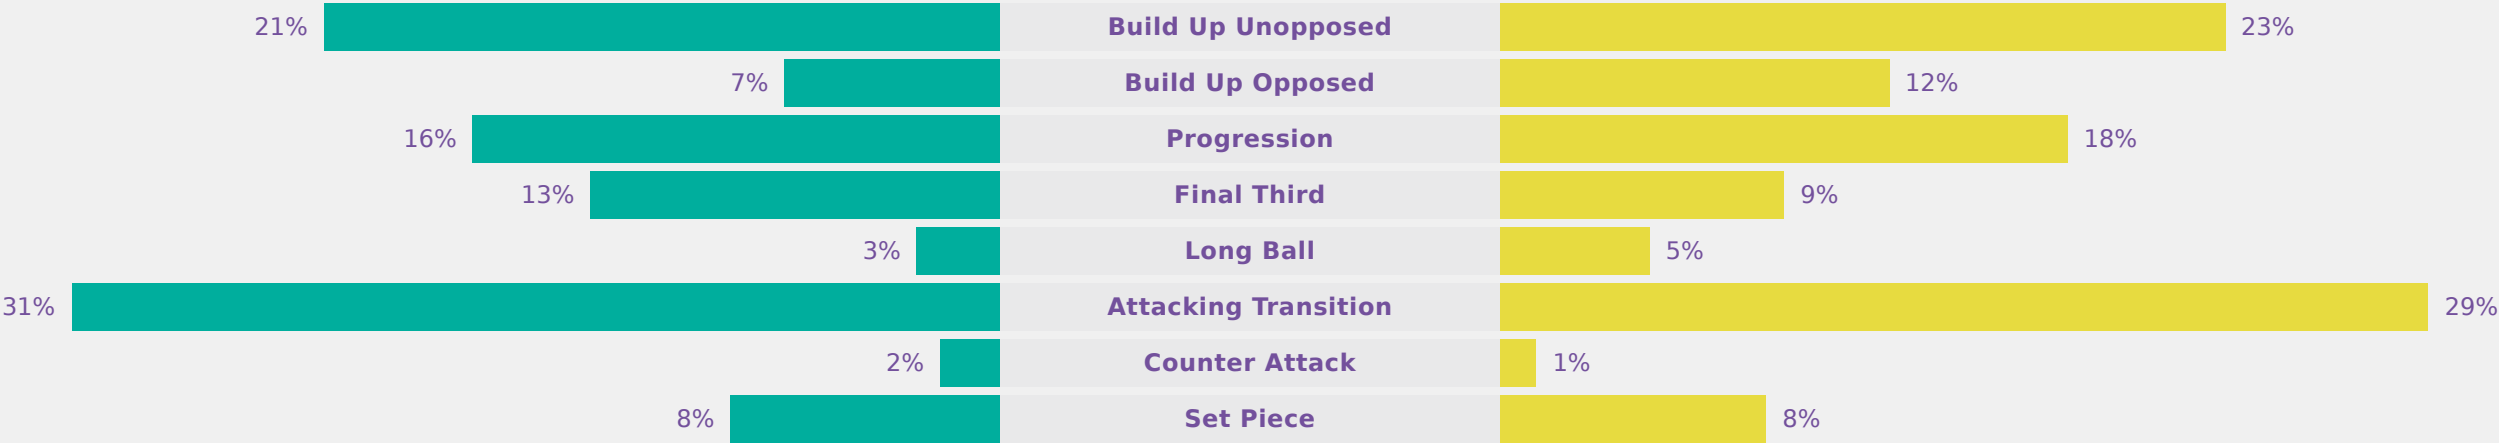 21% Build Up Unopposed 23%
7% Build Up Opposed 12%
16% Progression 18%
13% Final Third 9%
3% Long Ball 5%
31% Attacking Transition 29%
2% Counter Attack 1%
8% Set Piece 8%